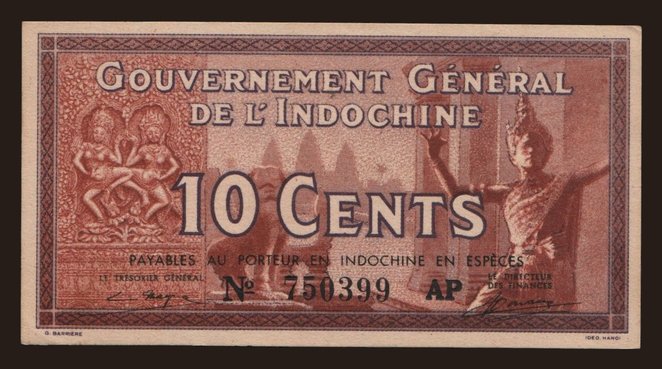 GOUVERNEMENT GÉNÉRAL
DE L'INDOCHINE
10 CENTS
PAYABLES AU PORTEUR EN INDOCHINE EN ESPÈCES
LE TRÉSORIER GÉNÉRAL
LE DIRECTEUR
DES FINANCES
No 750399 AP
G. BARRIÈRE
IDEO. HANOI